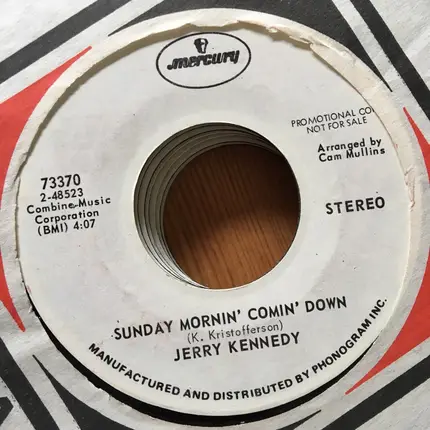 mercury
PROMOTIONAL CO
NOT FOR SALE
Arranged by
Cam Mullins
73370
2-48523
Combine Music
Corporation
(BMI) 4:07
STEREO
SUNDAY MORNIN' COMIN' DOWN
(K. Kristofferson)
JERRY KENNEDY
MANUFACTURED AND DISTRIBUTED BY PHONOGRAM INC.